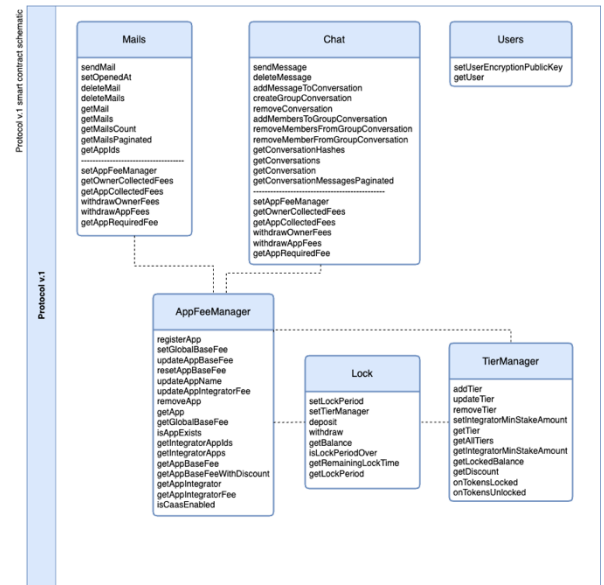 Protocol v.1 smart contract schematic
Protocol v.1
Mails
sendMail
setOpenedAt
deleteMail
deleteMails
getMail
getMails
getMailsCount
getMailsPaginated
getAppIds
--------------------------------
setAppFeeManager
getOwnerCollectedFees
getAppCollectedFees
withdrawOwnerFees
withdrawAppFees
getAppRequiredFee
Chat
sendMessage
deleteMessage
addMessageToConversation
createGroupConversation
removeConversation
addMembersToGroupConversation
removeMembersFromGroupConversation
removeMemberFromGroupConversation
getConversationHashes
getConversations
getConversation
getConversationMessagesPaginated
------------------------------------------
setAppFeeManager
getOwnerCollectedFees
getAppCollectedFees
withdrawOwnerFees
withdrawAppFees
getAppRequiredFee
Users
setUserEncryptionPublicKey
getUser
AppFeeManager
registerApp
setGlobalBaseFee
updateAppBaseFee
resetAppBaseFee
updateAppName
updateAppIntegratorFee
removeApp
getApp
getGlobalBaseFee
isAppExists
getIntegratorAppIds
getIntegratorApps
getAppBaseFee
getAppBaseFeeWithDiscount
getAppIntegrator
getAppIntegratorFee
isCaasEnabled
Lock
setLockPeriod
setTierManager
deposit
withdraw
getBalance
isLockPeriodOver
getRemainingLockTime
getLockPeriod
TierManager
addTier
updateTier
removeTier
setIntegratorMinStakeAmount
getTier
getAllTiers
getIntegratorMinStakeAmount
getLockedBalance
getDiscount
onTokensLocked
onTokensUnlocked